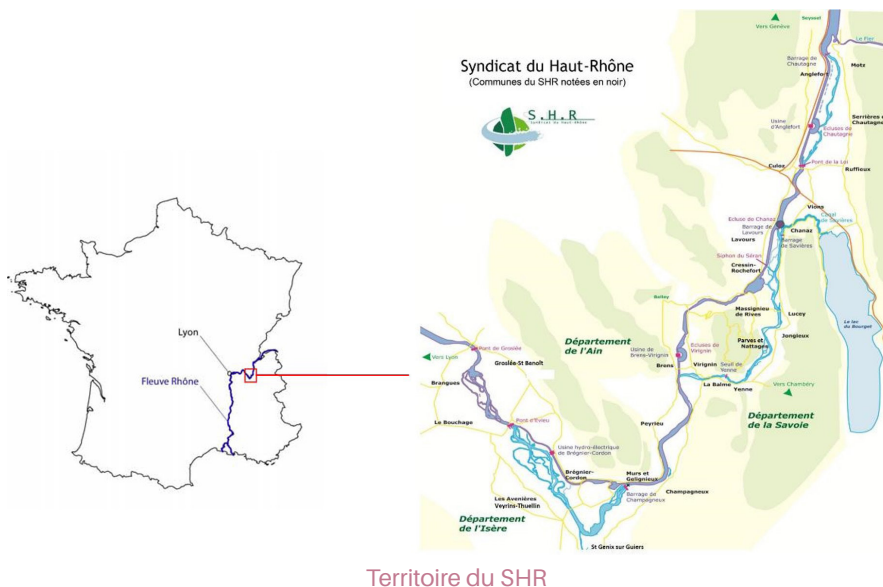 Syndicat du Haut-Rhône
(Communes du SHR notées en noir)
S.H.R
Lyon
Fleuve Rhône
Vers Genève
Seyssel
Le Fier
Barrage de
Chautagne
Motz
Anglefort
Usine
d'Anglefort
Ecluses de
Chautagne
Serrières de
Chautagne
Culoz
Pont de la Loi
Ruffieux
Vions
Ecluse de Chanaz
Canal
de Savières
Barrage de
Lavours
Chanaz
Lavours
Barrage
de Savières
Siphon du Séran
Cressin-
Rochefort
Belley
Massignieu
de Rives
Lucey
Le lac
du Bourget
Parves et
Nattages
Jongieux
Pont de Groslée
Département
de l'Ain
Usine de
Brens-Virignin
Ecluses de
Virignin
Vers Lyon
Groslée-St Benoît
Brens
Virignin
Seuil de
Yenne
Brangues
La Balme
Yenne
Vers Chambéry
Département
de la Savoie
Le Bouchage
Pont d'Evieu
Peyrieu
Usine hydro-électrique
de Brégnier-Cordon
Brégnier-
Cordon
Murs et
Gelignieux
Barrage de
Champagneux
Champagneux
Les Avenières
Veyrins-Thuellin
Département
de l'Isère
St Genix sur Guiers
Territoire du SHR